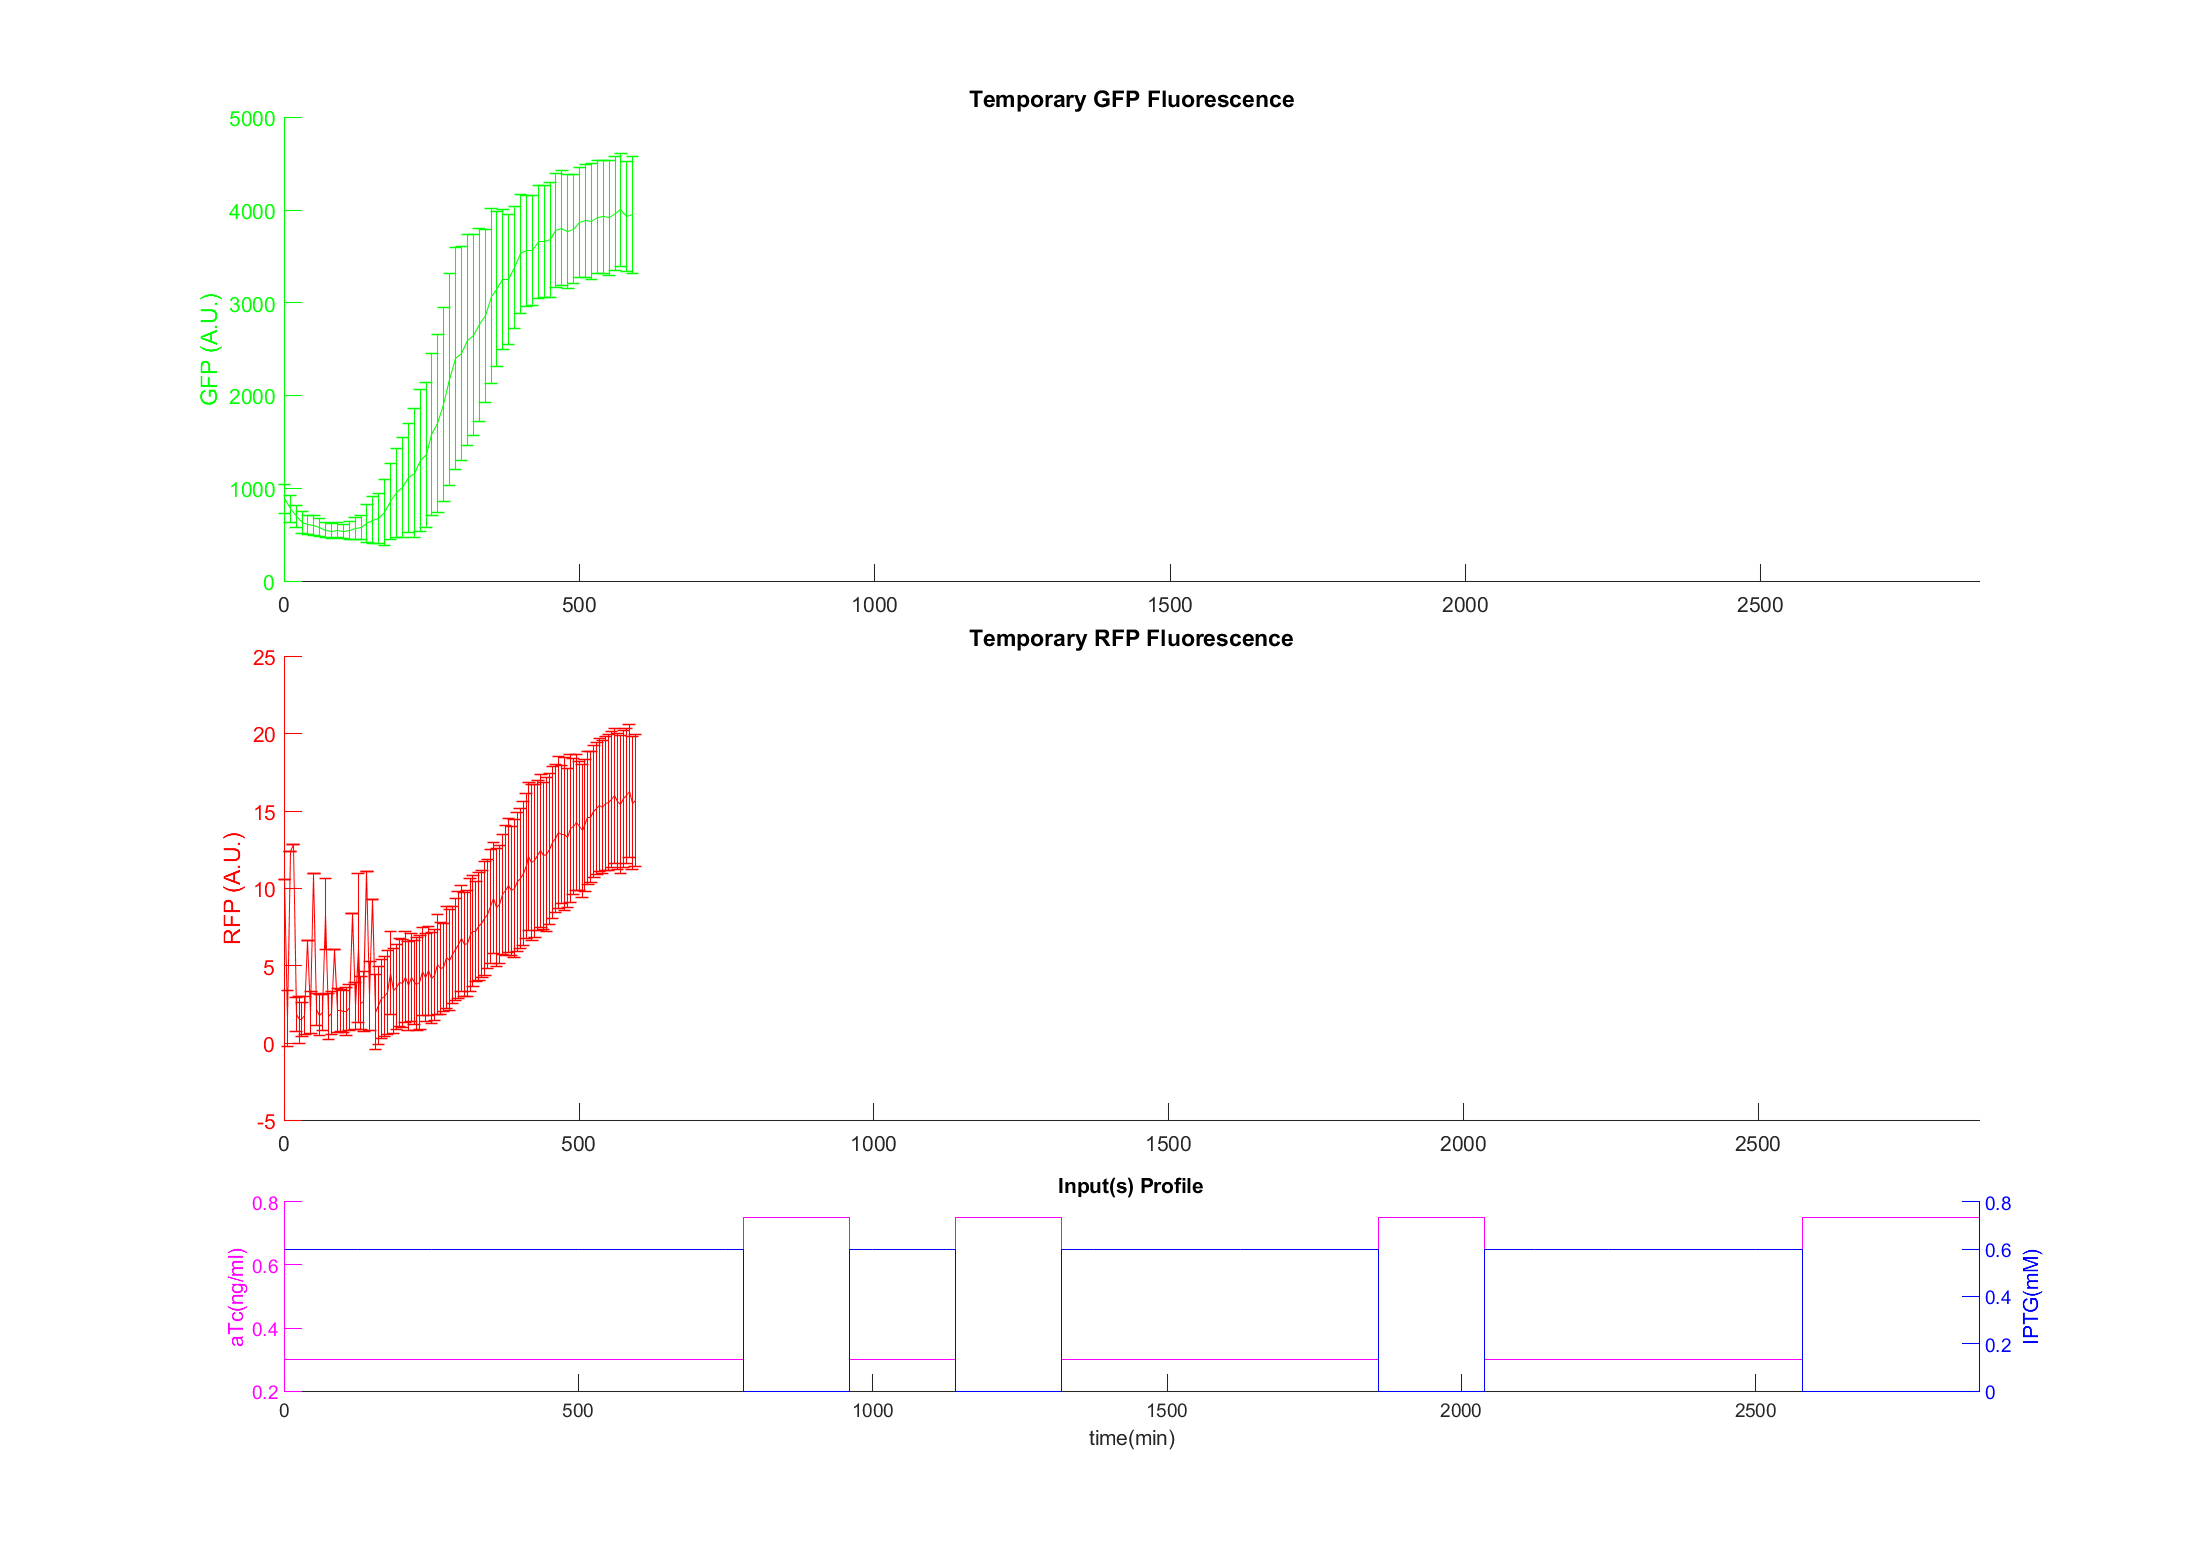 Temporary GFP Fluorescence
5000
4000
3000
2000
1000
0
GFP (A.U.)
0 500 1000 1500 2000 2500
Temporary RFP Fluorescence
25
20
15
10
5
0
-5
RFP (A.U.)
0 500 1000 1500 2000 2500
Input(s) Profile
0.8
0.6
0.4
0.2
aTc(ng/ml)
0.8
0.6
0.4
0.2
0
IPTG(mM)
0 500 1000 1500 2000 2500
time(min)